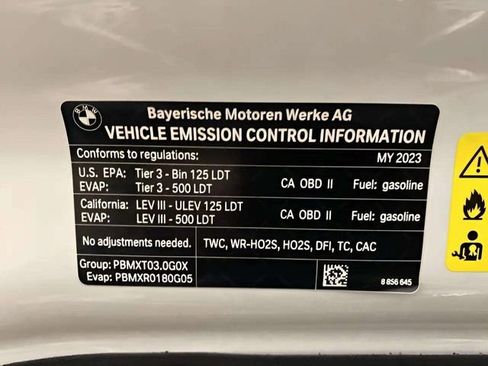 BMW
Bayerische Motoren Werke AG
VEHICLE EMISSION CONTROL INFORMATION
Conforms to regulations: MY 2023
U.S. EPA: Tier 3 - Bin 125 LDT
EVAP: Tier 3 - 500 LDT CA OBD II Fuel: gasoline
California: LEV III - ULEV 125 LDT
EVAP: LEV III - 500 LDT CA OBD II Fuel: gasoline
No adjustments needed. TWC, WR-HO2S, HO2S, DFI, TC, CAC
Group: PBMXT03.0G0X
Evap: PBMXR0180G05 8 856 645